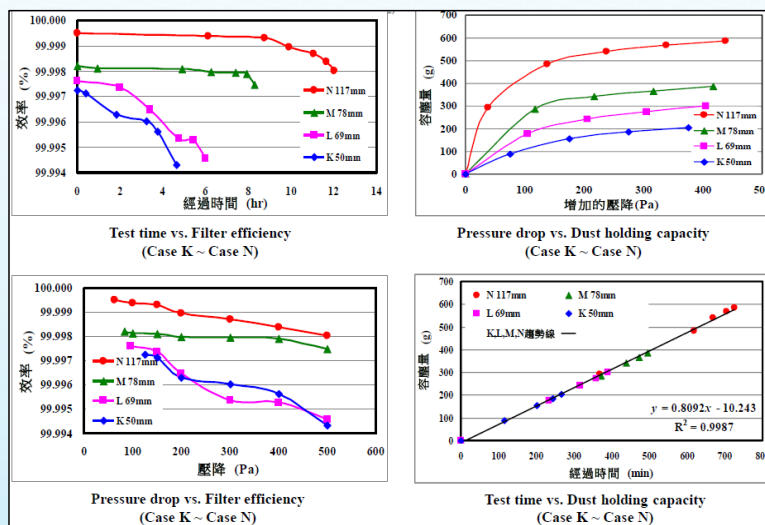 100.000
99.999
99.998
99.997
99.996
99.995
99.994
效率 (%)
N 117mm
M 78mm
L 69mm
K 50mm
0 2 4 6 8 10 12 14
經過時間 (hr)
Test time vs. Filter efficiency
(Case K ~ Case N)
700
600
500
400
300
200
100
0
容塵量 (g)
N 117mm
M 78mm
L 69mm
K 50mm
0 100 200 300 400 50
增加的壓降(Pa)
Pressure drop vs. Dust holding capacity
(Case K ~ Case N)
100.000
99.999
99.998
99.997
99.996
99.995
99.994
效率 (%)
N 117mm
M 78mm
L 69mm
K 50mm
0 100 200 300 400 500 600
壓降 (Pa)
Pressure drop vs. Filter efficiency
(Case K ~ Case N)
700
600
500
400
300
200
100
0
容塵量 (g)
N 117mm M 78mm
L 69mm K 50mm
K,L,M,N趨勢線
y = 0.8092x - 10.243
R² = 0.9987
0 100 200 300 400 500 600 700 80
經過時間 (min)
Test time vs. Dust holding capacity
(Case K ~ Case N)